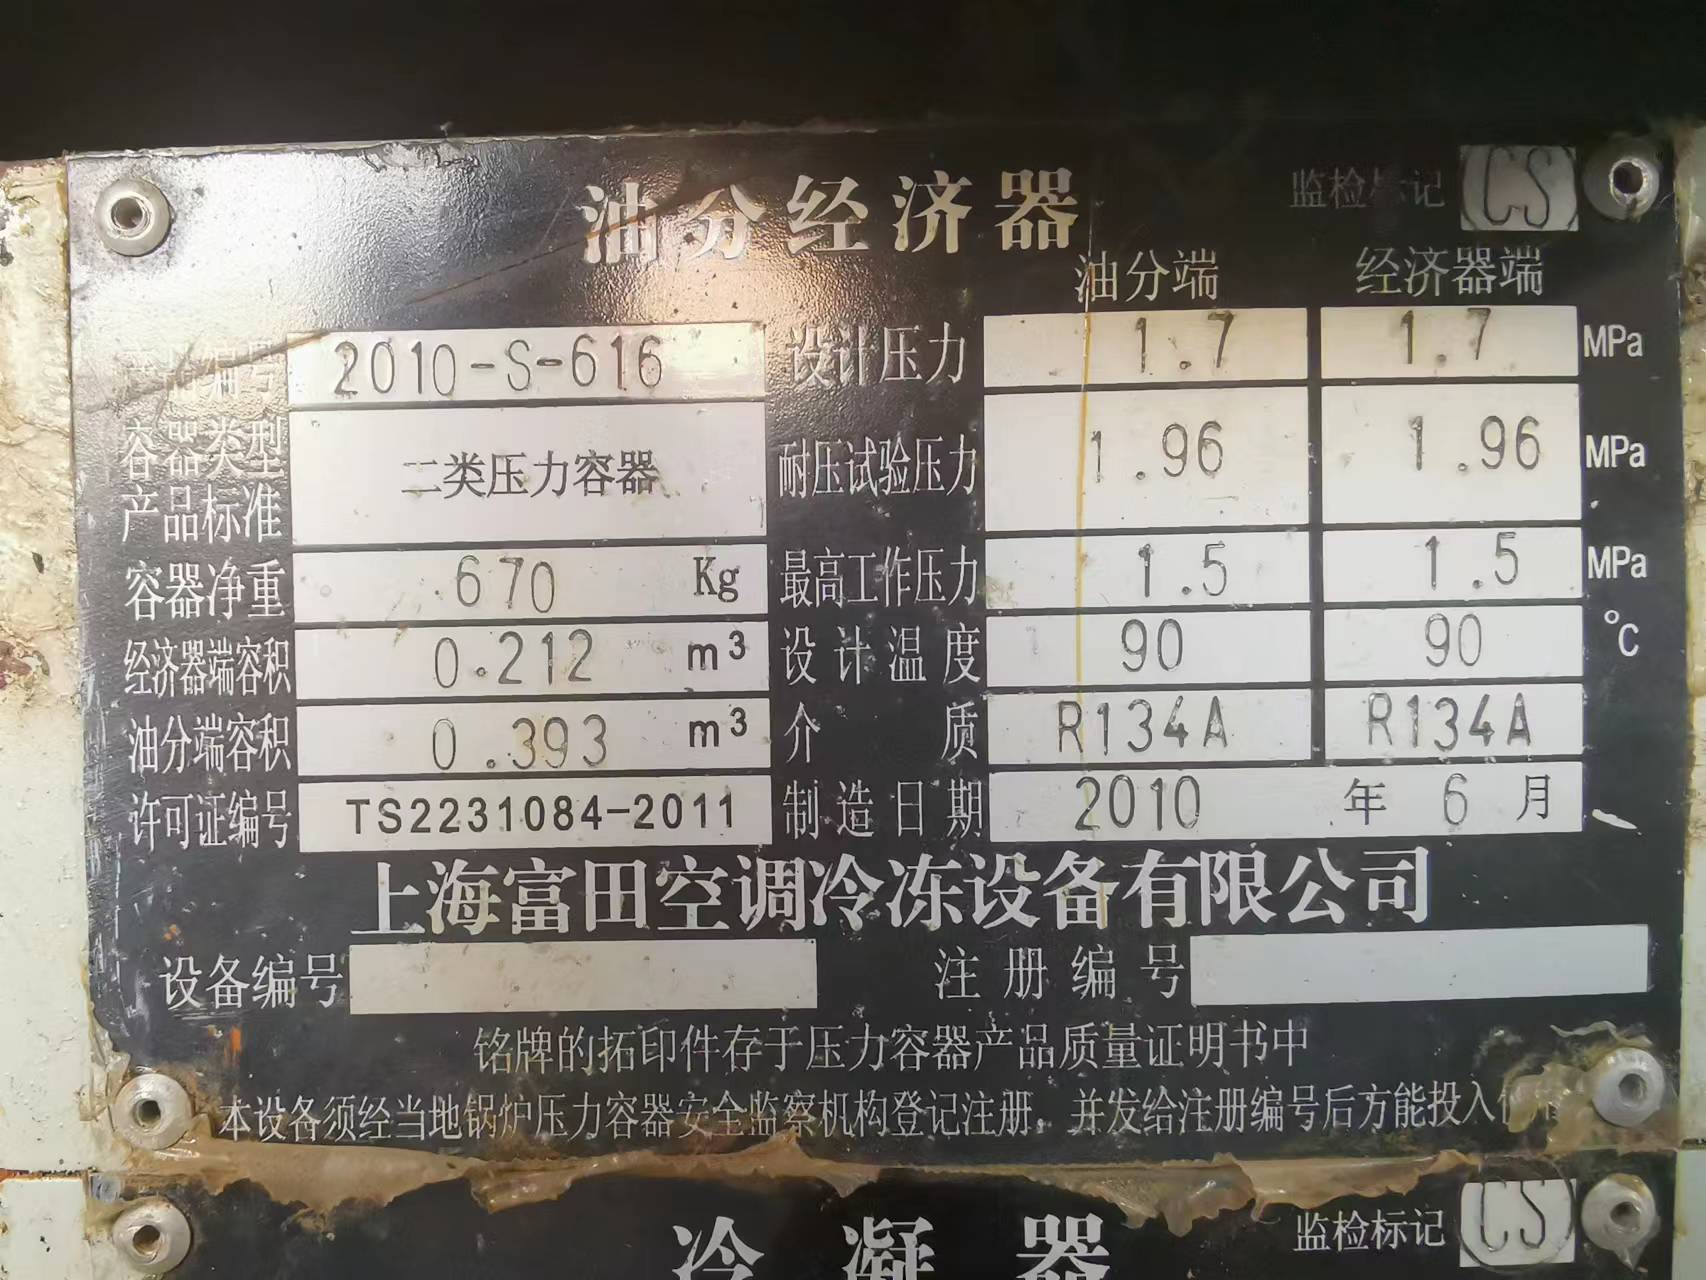 油分经济器 监检标记 CS
油分端 经济器端
产品编号 2010-S-616 设计压力 1.7 1.7 MPa
容器类型 二类压力容器 耐压试验压力 1.96 1.96 MPa
产品标准
容器净重 670 Kg 最高工作压力 1.5 1.5 MPa
经济器端容积 0.212 m³ 设计温度 90 90 ℃
油分端容积 0.393 m³ 介质 R134A R134A
许可证编号 TS2231084-2011 制造日期 2010 年 6 月
上海富田空调冷冻设备有限公司
设备编号 注册编号
铭牌的拓印件存于压力容器产品质量证明书中
本设备须经当地锅炉压力容器安全监察机构登记注册，并发给注册编号后方能投入
冷凝器 监检标记 CS